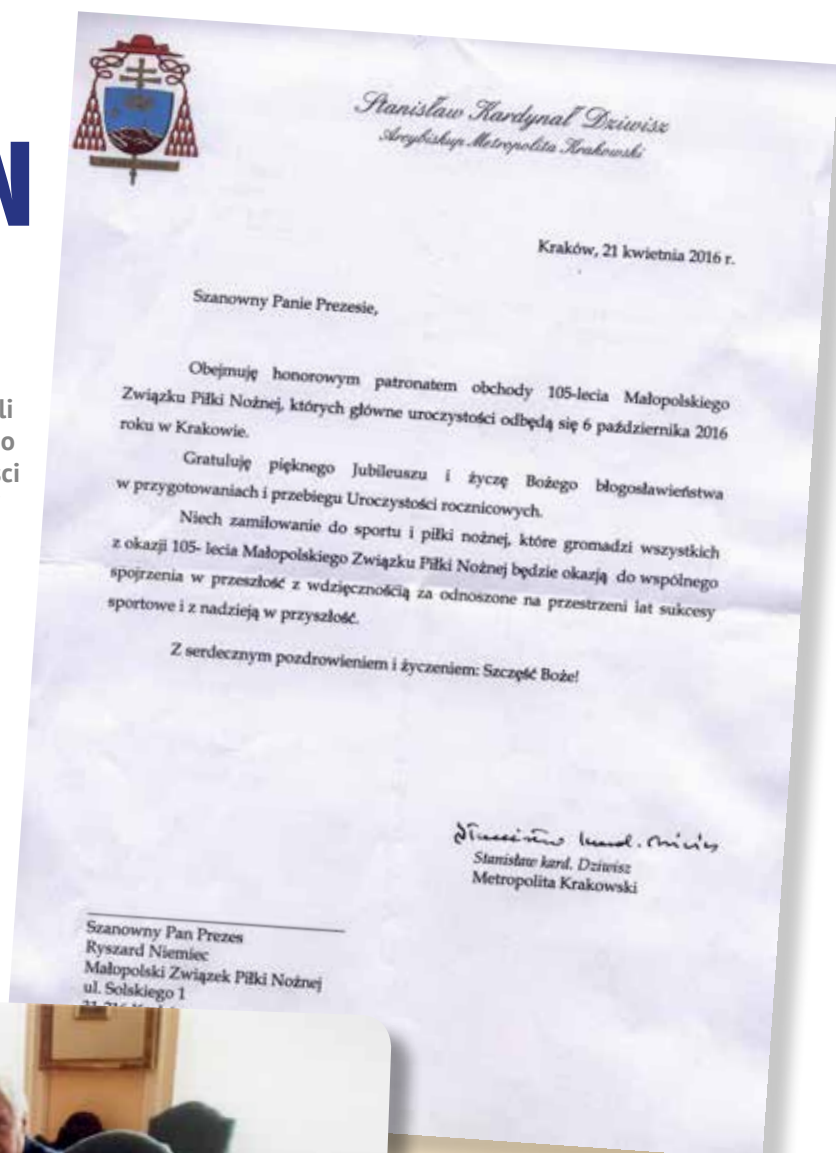 N
li
o
ci
Stanisław Kardynał Dziwisz
Arcybiskup Metropolita Krakowski
Kraków, 21 kwietnia 2016 r.
Szanowny Panie Prezesie,
Obejmuję honorowym patronatem obchody 105-lecia Małopolskiego
Związku Piłki Nożnej, których główne uroczystości odbędą się 6 października 2016
roku w Krakowie.
Gratuluję pięknego Jubileuszu i życzę Bożego błogosławieństwa
w przygotowaniach i przebiegu Uroczystości rocznicowych.
Niech zamiłowanie do sportu i piłki nożnej, które gromadzi wszystkich
z okazji 105- lecia Małopolskiego Związku Piłki Nożnej będzie okazją do wspólnego
spojrzenia w przeszłość z wdzięcznością za odnoszone na przestrzeni lat sukcesy
sportowe i z nadzieją w przyszłość.
Z serdecznym pozdrowieniem i życzeniem: Szczęść Boże!
Stanisław kard. Dziwisz
Stanisław kard. Dziwisz
Metropolita Krakowski
Szanowny Pan Prezes
Ryszard Niemiec
Małopolski Związek Piłki Nożnej
ul. Solskiego 1